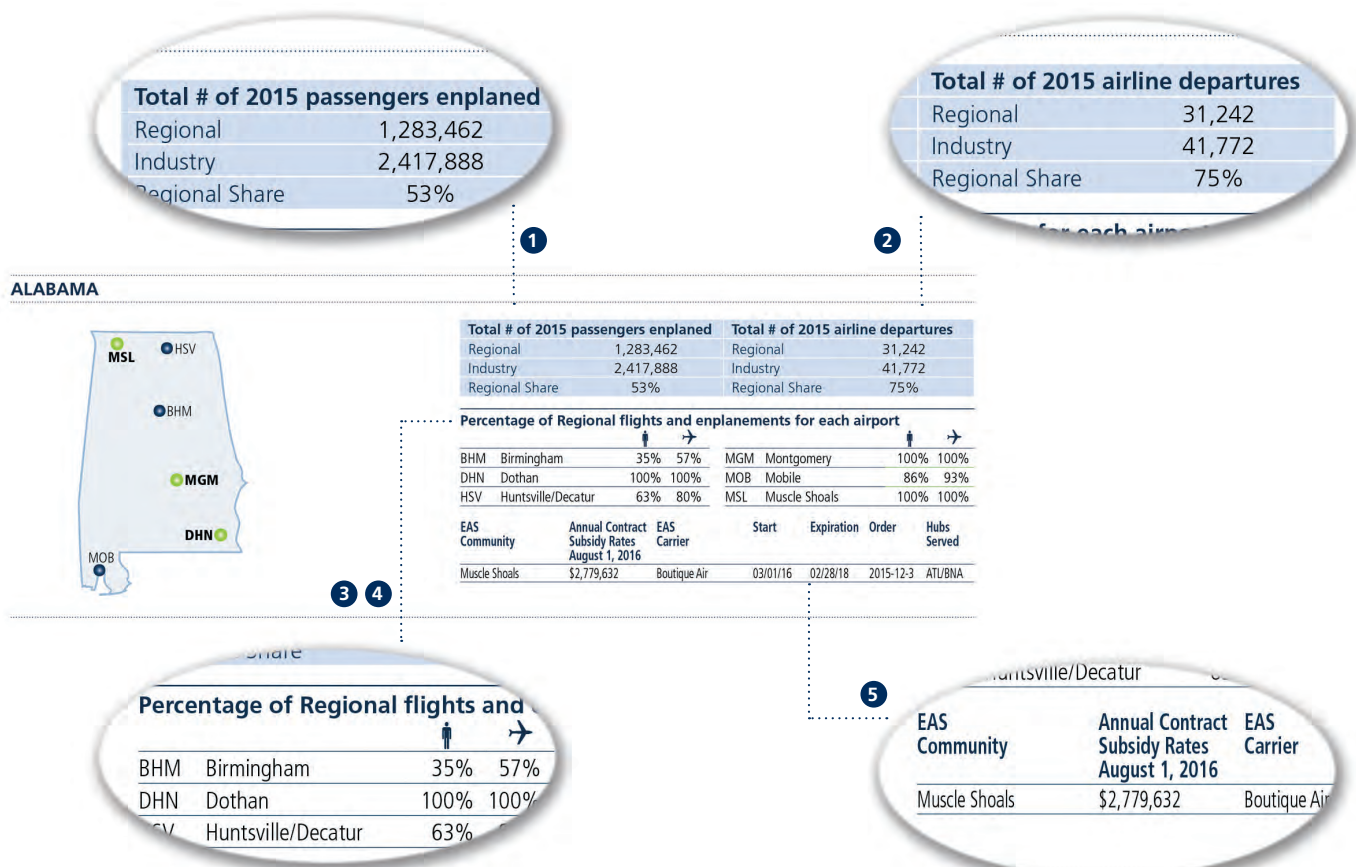 Total # of 2015 passengers enplaned
Regional 1,283,462
Industry 2,417,888
Regional Share 53%
Total # of 2015 airline departures
Regional 31,242
Industry 41,772
Regional Share 75%
for each
1
2
ALABAMA
MSL
HSV
BHM
MGM
DHN
MOB
Total # of 2015 passengers enplaned Total # of 2015 airline departures
Regional 1,283,462 Regional 31,242
Industry 2,417,888 Industry 41,772
Regional Share 53% Regional Share 75%
Percentage of Regional flights and enplanements for each airport
BHM Birmingham 35% 57% MGM Montgomery 100% 100%
DHN Dothan 100% 100% MOB Mobile 86% 93%
HSV Huntsville/Decatur 63% 80% MSL Muscle Shoals 100% 100%
EAS Annual Contract EAS Start Expiration Order Hubs
Community Subsidy Rates Carrier Served
August 1, 2016
Muscle Shoals $2,779,632 Boutique Air 03/01/16 02/28/18 2015-12-3 ATL/BNA
3 4
5
Share
Percentage of Regional flights and
BHM Birmingham 35% 57%
DHN Dothan 100% 100%
Huntsville/Decatur 63%
Huntsville/Decatur
EAS Annual Contract EAS
Community Subsidy Rates Carrier
August 1, 2016
Muscle Shoals $2,779,632 Boutique Air